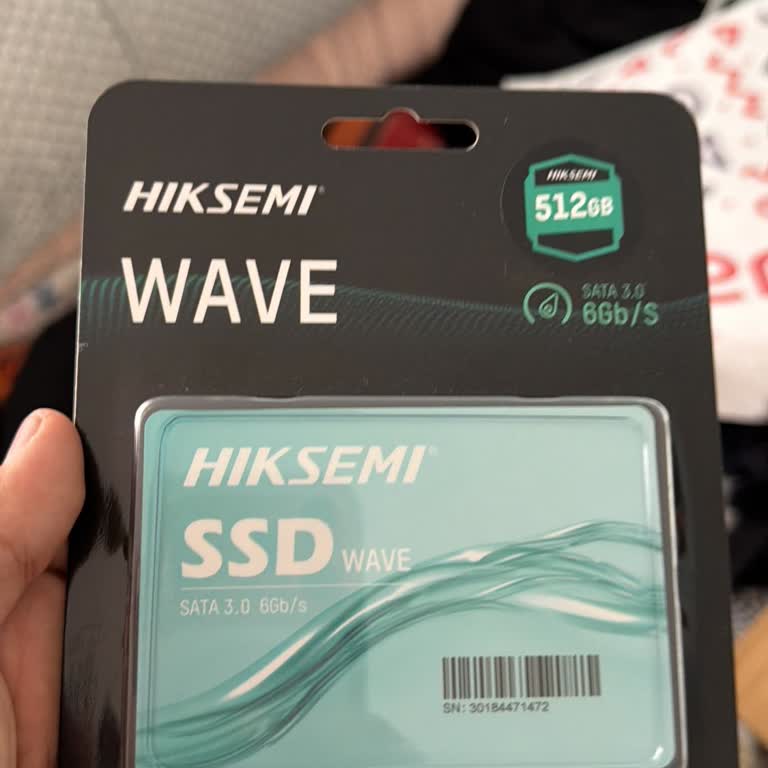 HIKSEMI®
HIKSEMI
512GB
WAVE
SATA 3.0
6Gb/S
HIKSEMI®
SSD WAVE
SATA 3.0 6Gb/s
SN: 30184471472